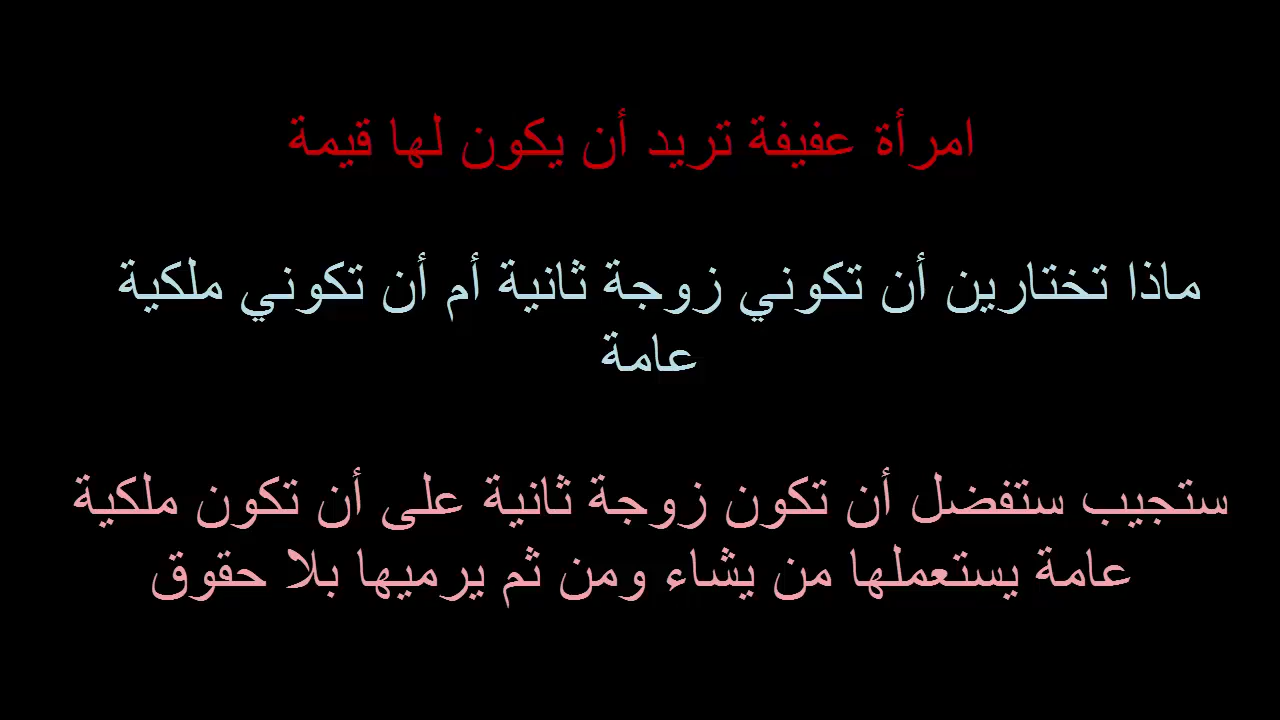 امرأة عفيفة تريد أن يكون لها قيمة
ماذا تختارين أن تكوني زوجة ثانية أم أن تكوني ملكية
عامة
ستجيب ستفضل أن تكون زوجة ثانية على أن تكون ملكية
عامة يستعملها من يشاء ومن ثم يرميها بلا حقوق